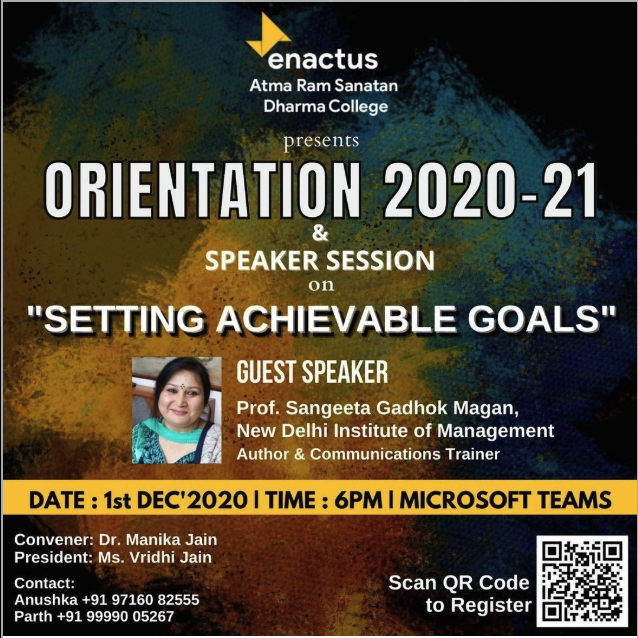 enactus
Atma Ram Sanatan
Dharma College
presents
ORIENTATION 2020-21
&
SPEAKER SESSION
on
"SETTING ACHIEVABLE GOALS"
GUEST SPEAKER
Prof. Sangeeta Gadhok Magan,
New Delhi Institute of Management
Author & Communications Trainer
DATE : 1st DEC'2020 | TIME : 6PM | MICROSOFT TEAMS
Convener: Dr. Manika Jain
President: Ms. Vridhi Jain
Contact:
Anushka +91 97160 82555
Parth +91 99990 05267
Scan QR Code
to Register